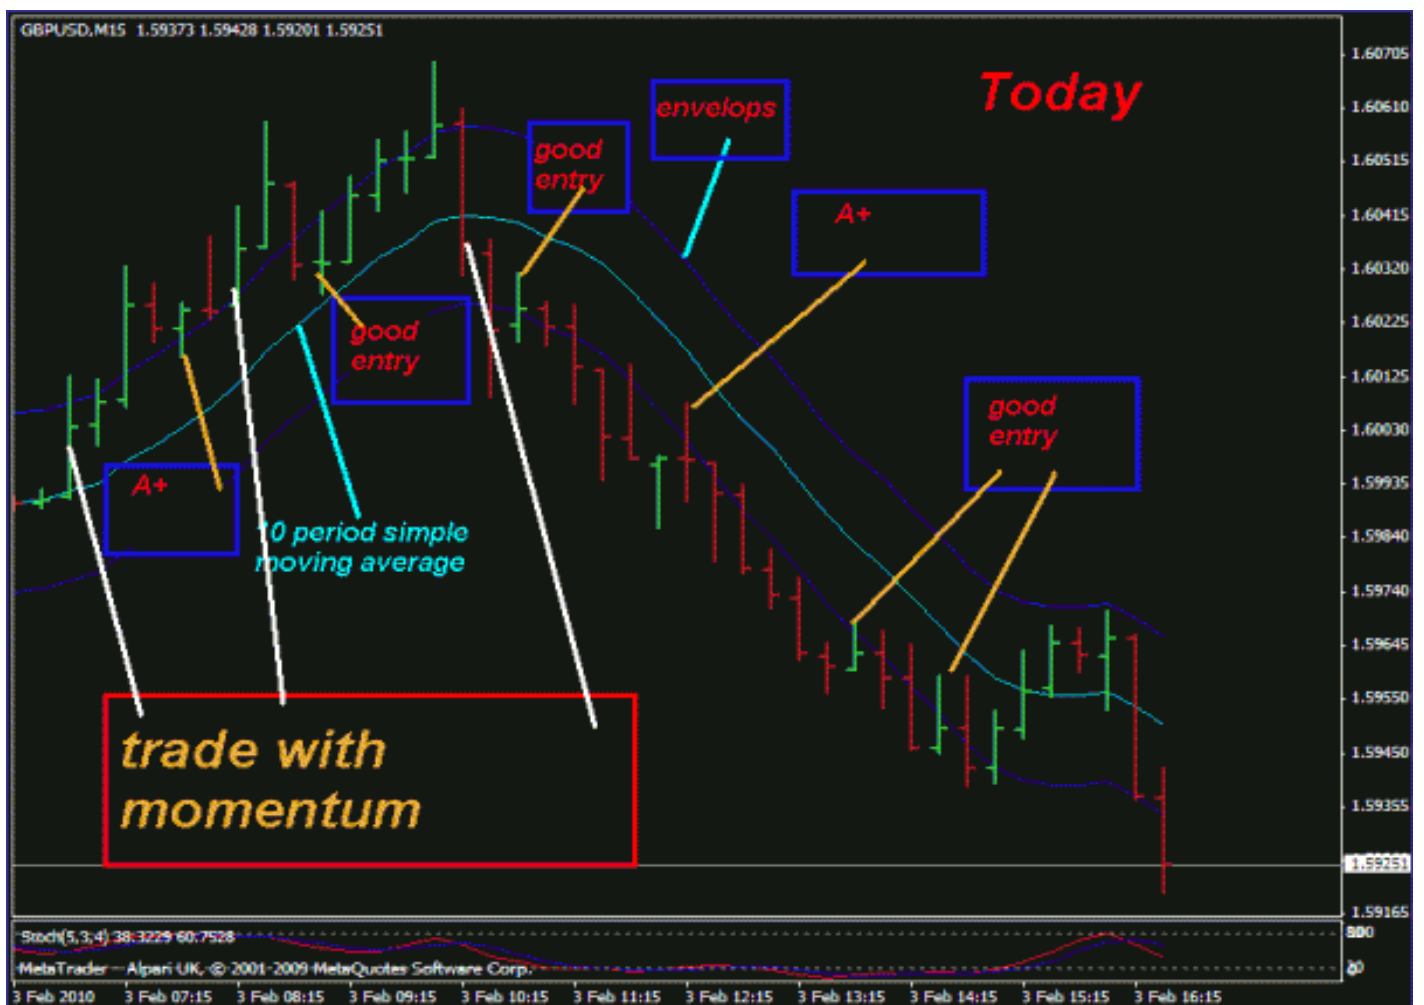 GBPUSD,M15 1.59373 1.59428 1.59201 1.59251
Today
envelops
good
entry
A+
good
entry
good
entry
A+
10 period simple
moving average
trade with
momentum
1.60705
1.60610
1.60515
1.60415
1.60320
1.60225
1.60125
1.60030
1.59935
1.59840
1.59740
1.59645
1.59550
1.59450
1.59355
1.59251
1.59165
Stoch(5,3,4) 38.3229 60.7528
MetaTrader - Alpari UK, © 2001-2009 MetaQuotes Software Corp.
3 Feb 2010 3 Feb 07:15 3 Feb 08:15 3 Feb 09:15 3 Feb 10:15 3 Feb 11:15 3 Feb 12:15 3 Feb 13:15 3 Feb 14:15 3 Feb 15:15 3 Feb 16:15